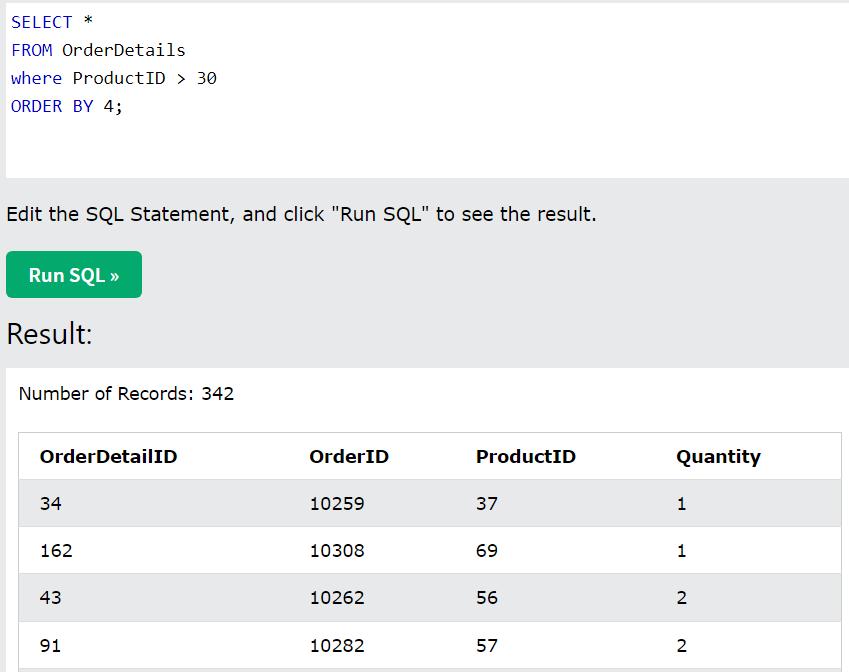 SELECT *
FROM OrderDetails
where ProductID > 30
ORDER BY 4;
Edit the SQL Statement, and click "Run SQL" to see the result.
Run SQL »
Result:
Number of Records: 342
OrderDetailID OrderID ProductID Quantity
34 10259 37 1
162 10308 69 1
43 10262 56 2
91 10282 57 2